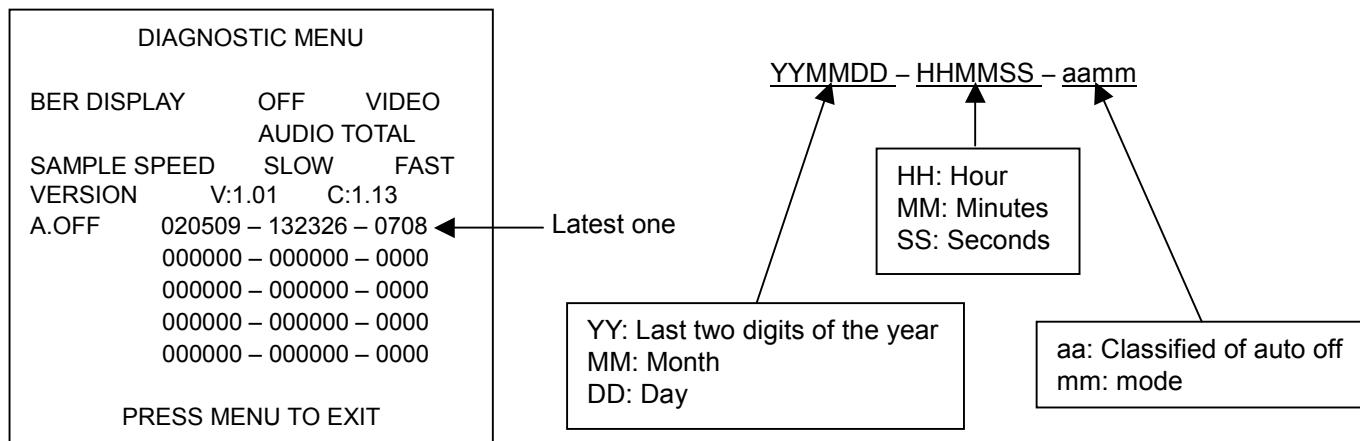 DIAGNOSTIC MENU
BER DISPLAY OFF VIDEO
AUDIO TOTAL
SAMPLE SPEED SLOW FAST
VERSION V:1.01 C:1.13
A.OFF 020509 – 132326 – 0708
000000 – 000000 – 0000
000000 – 000000 – 0000
000000 – 000000 – 0000
000000 – 000000 – 0000
PRESS MENU TO EXIT
Latest one
YYMMDD – HHMMSS – aamm
HH: Hour
MM: Minutes
SS: Seconds
YY: Last two digits of the year
MM: Month
DD: Day
aa: Classified of auto off
mm: mode